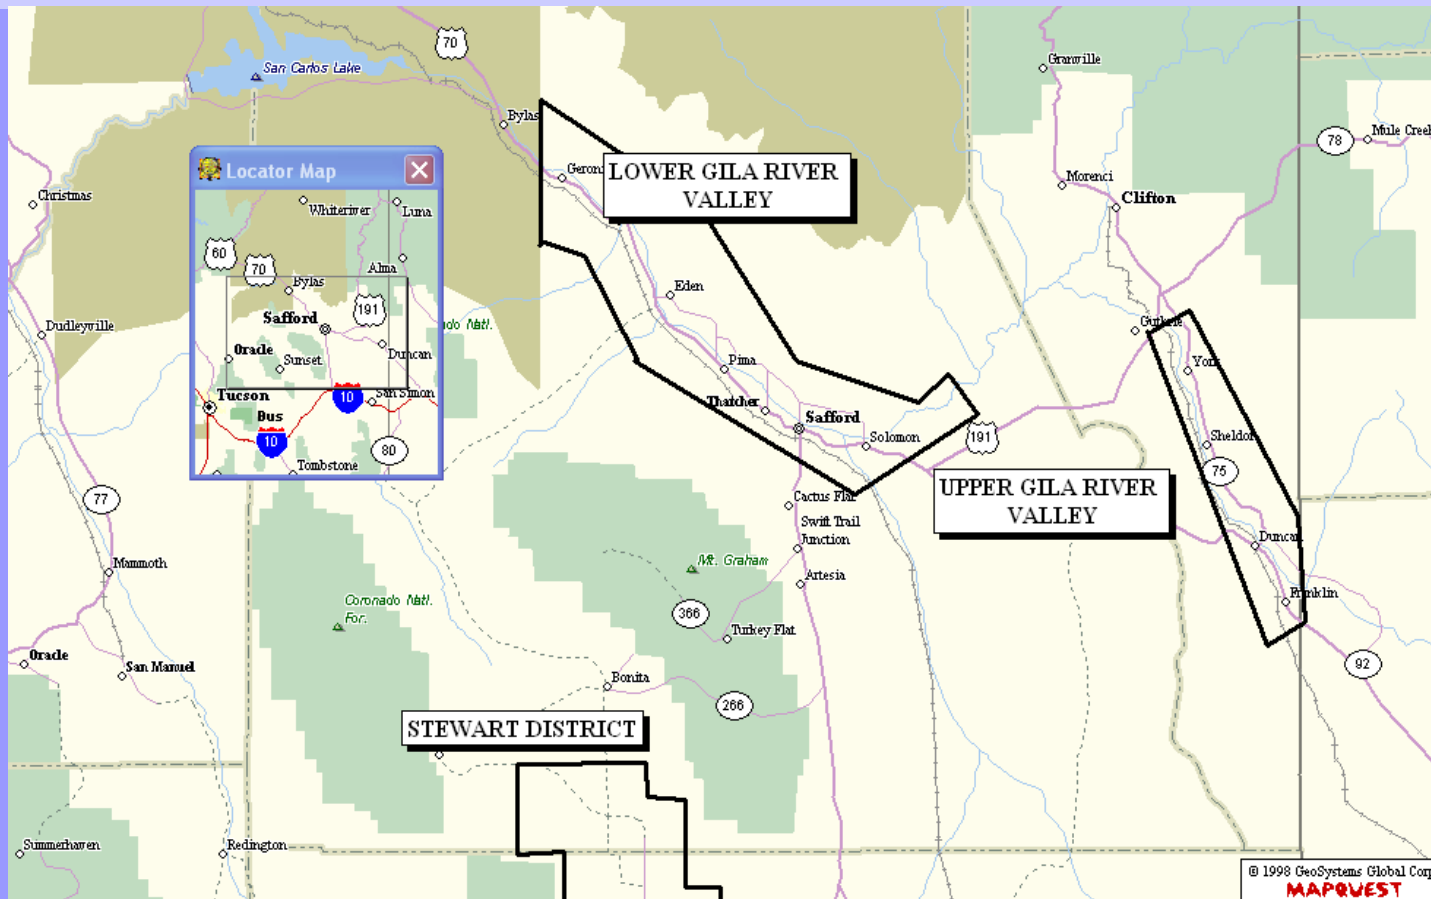 70
San Carlos Lake
Granville
Bylas
78
Mule Creek
Locator Map
Geron
LOWER GILA RIVER
VALLEY
Morenci
Christmas
Clifton
Whiteriver
Luna
60
70
Alma
Bylas
Eden
191
Safford
Dudleyville
Natl.
Guthrie
Oracle
Sunset
Duncan
Pima
York
Tucson
10
San Simon
Thatcher
Bus
Safford
10
80
Solomon
191
Sheldon
Tombstone
75
77
UPPER GILA RIVER
VALLEY
Cactus Flat
Swift Trail
Junction
Duncan
Mammoth
Mt. Graham
Artesia
Coronado Natl.
For.
366
Franklin
Turkey Flat
Oracle
San Manuel
92
Bonita
266
STEWART DISTRICT
Summerhaven
Redington
© 1998 GeoSystems Global Corp
MAPQUEST